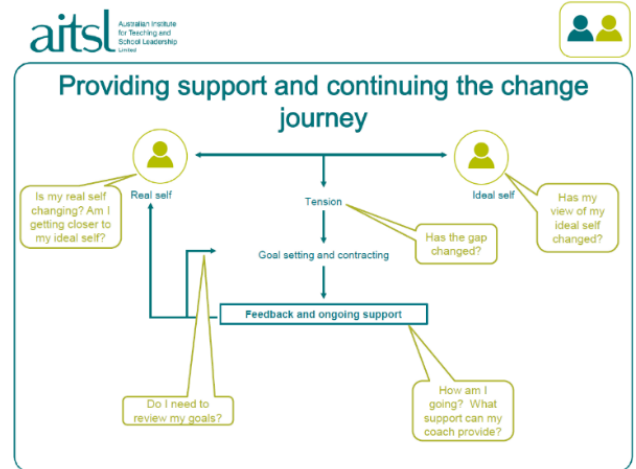 aitsl
Australian Institute
for Teaching and
School Leadership
Limited
Providing support and continuing the change
journey
Is my real self
changing? Am I
getting closer to
my ideal self?
Real self
Ideal self
Has my
view of my
ideal self
changed?
Tension
Has the gap
changed?
Goal setting and contracting
Feedback and ongoing support
Do I need to
review my goals?
How am I
going? What
support can my
coach provide?